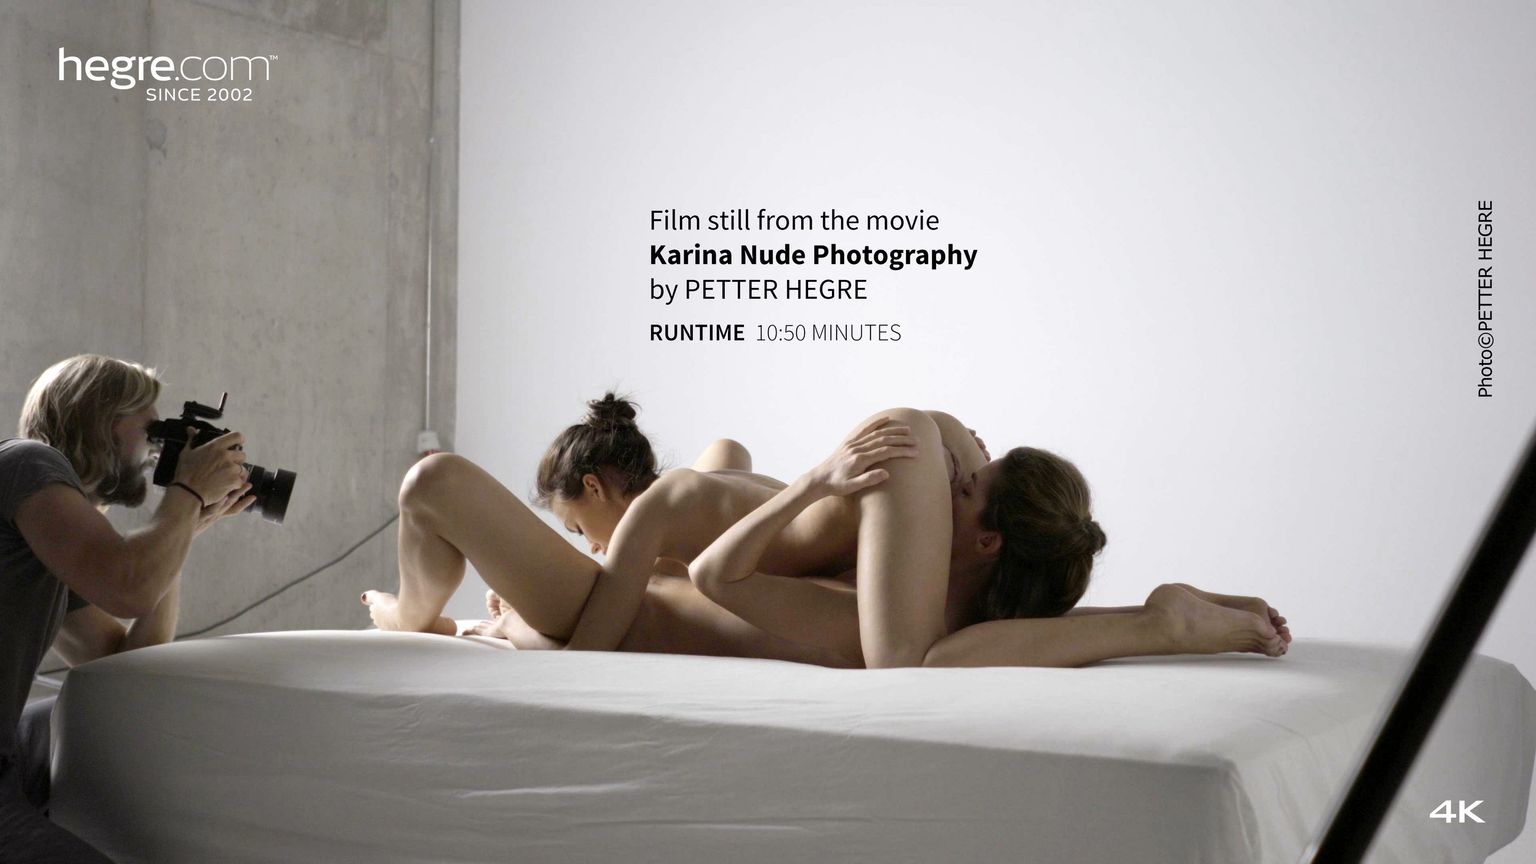 hegre.com™
SINCE 2002
Film still from the movie
Karina Nude Photography
by PETTER HEGRE
RUNTIME 10:50 MINUTES
Photo©PETTER HEGRE
4K